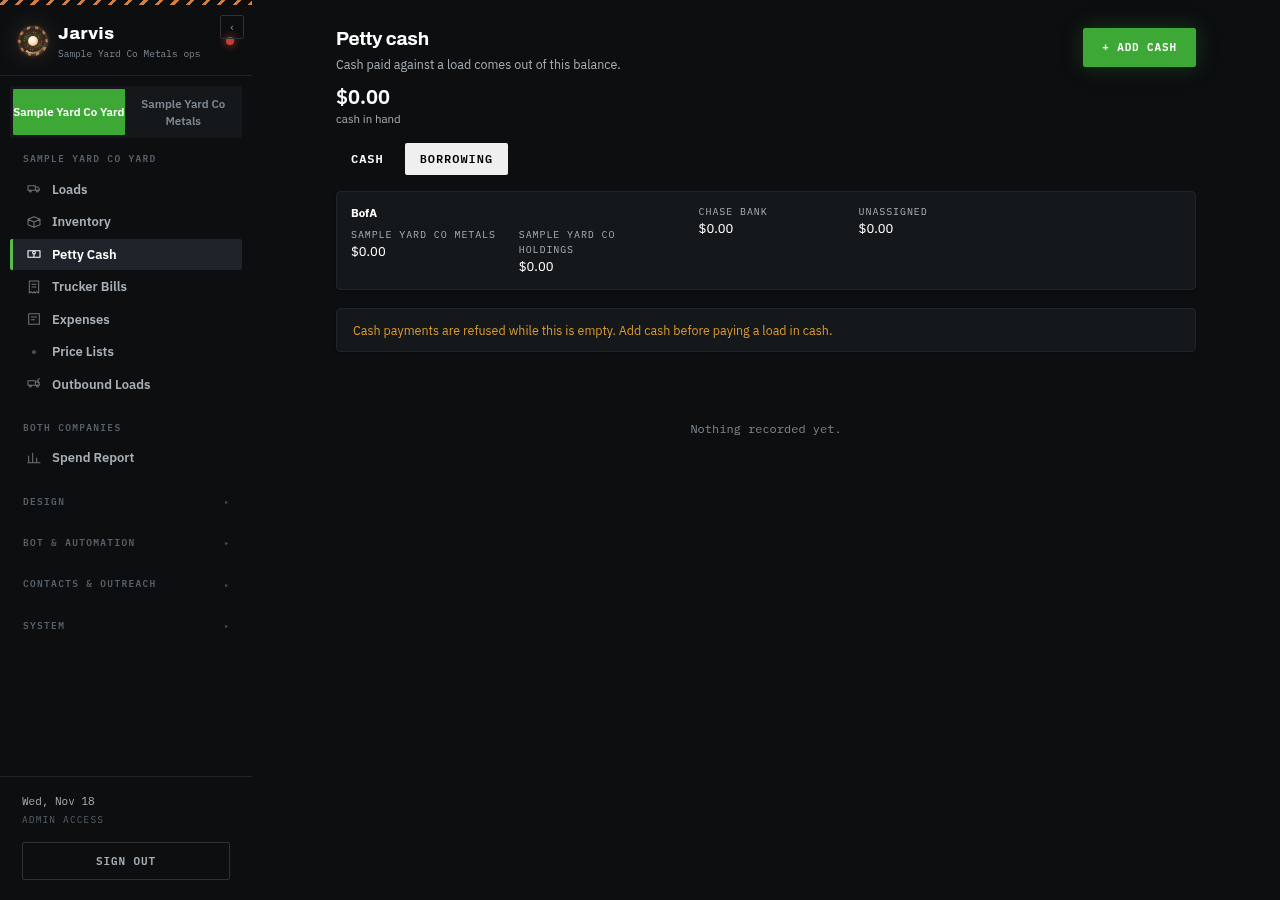 Jarvis
Sample Yard Co Metals ops
‹
Sample Yard Co Yard
Sample Yard Co
Metals
SAMPLE YARD CO YARD
Loads
Inventory
Petty Cash
Trucker Bills
Expenses
Price Lists
Outbound Loads
BOTH COMPANIES
Spend Report
DESIGN
BOT & AUTOMATION
CONTACTS & OUTREACH
SYSTEM
Wed, Nov 18
ADMIN ACCESS
SIGN OUT
Petty cash
Cash paid against a load comes out of this balance.
+ ADD CASH
$0.00
cash in hand
CASH
BORROWING
BofA
SAMPLE YARD CO METALS
$0.00
SAMPLE YARD CO
HOLDINGS
$0.00
CHASE BANK
$0.00
UNASSIGNED
$0.00
Cash payments are refused while this is empty. Add cash before paying a load in cash.
Nothing recorded yet.